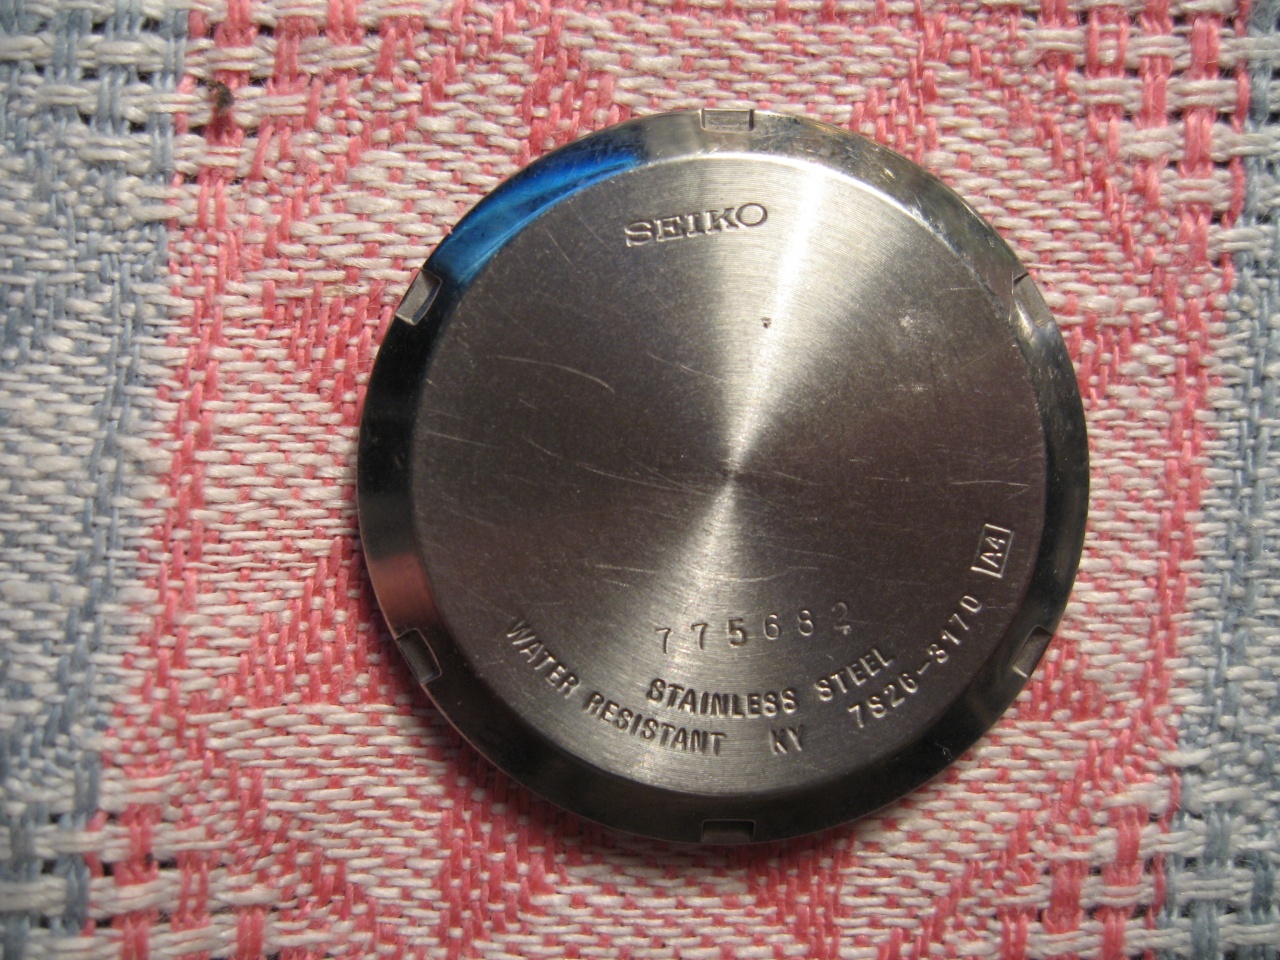 SEIKO
775682
STAINLESS STEEL
WATER RESISTANT KY 7S26-3170 A4